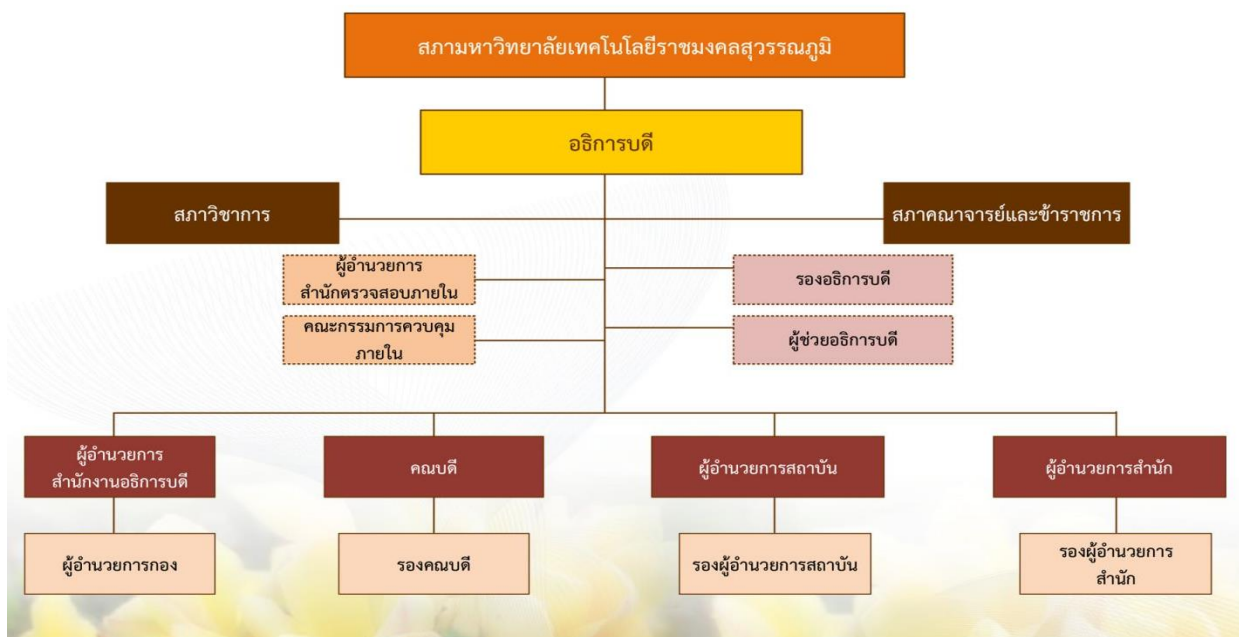 สภามหาวิทยาลัยเทคโนโลยีราชมงคลสุวรรณภูมิ
อธิการบดี
สภาวิชาการ
สภาคณาจารย์และข้าราชการ
ผู้อำนวยการ
สำนักตรวจสอบภายใน
รองอธิการบดี
คณะกรรมการควบคุม
ภายใน
ผู้ช่วยอธิการบดี
ผู้อำนวยการ
สำนักงานอธิการบดี
คณบดี
ผู้อำนวยการสถาบัน
ผู้อำนวยการสำนัก
ผู้อำนวยการกอง
รองคณบดี
รองผู้อำนวยการสถาบัน
รองผู้อำนวยการ
สำนัก